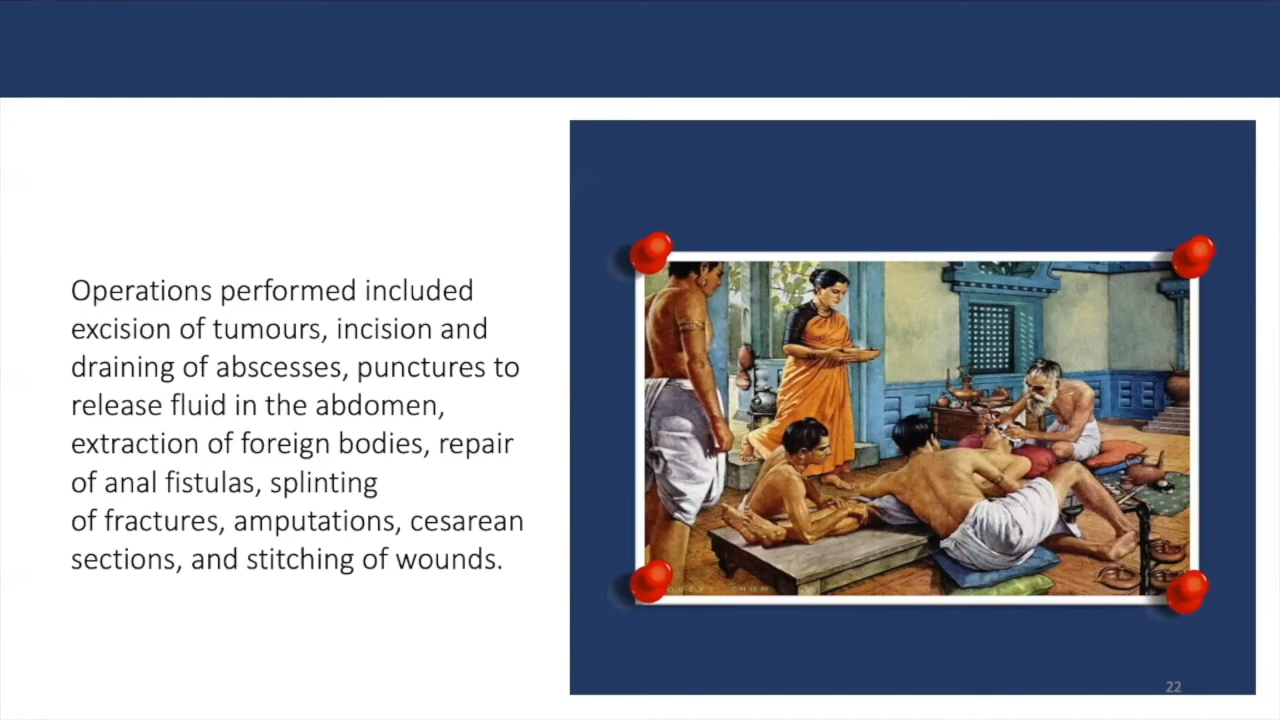 Operations performed included
excision of tumours, incision and
draining of abscesses, punctures to
release fluid in the abdomen,
extraction of foreign bodies, repair
of anal fistulas, splinting
of fractures, amputations, cesarean
sections, and stitching of wounds.
THOM
22